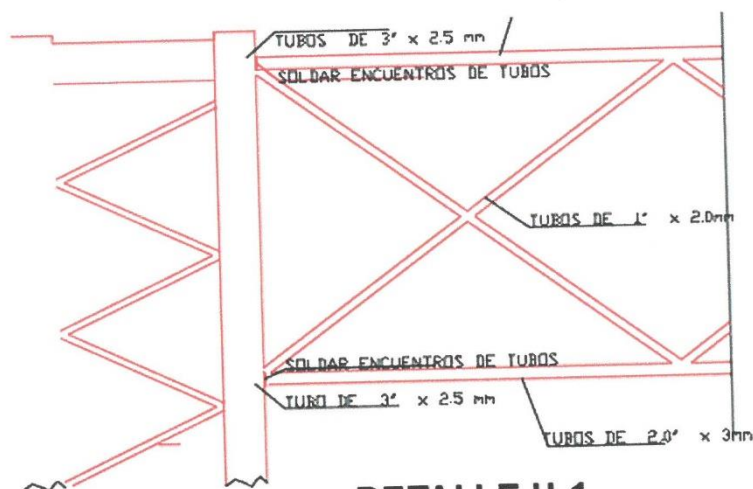 TUBOS DE 3" x 2.5 mm
SOLDAR ENCUENTROS DE TUBOS
TUBOS DE 1" x 2.0mm
SOLDAR ENCUENTROS DE TUBOS
TUBO DE 3" x 2.5 mm
TUBOS DE 2.0" x 3mm